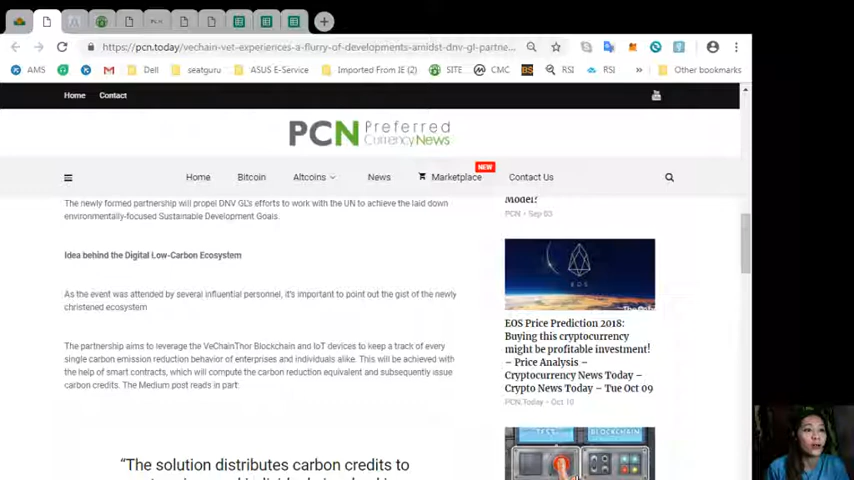 https://pcn.today/vechain-vet-experiences-a-flurry-of-developments-amidst-dnv-gl-partne...
AMS
Dell
seatguru
ASUS E-Service
Imported From IE (2)
SITE
CMC
BS
RSI
RSI
»
Other bookmarks
Home
Contact
PCN Preferred
CurrencyNews
Home
Bitcoin
Altcoins
News
Marketplace
NEW
Contact Us
The newly formed partnership will propel DNV GL's efforts to work with the UN to achieve the laid down
environmentally-focused Sustainable Development Goals.
Idea behind the Digital Low-Carbon Ecosystem
As the event was attended by several influential personnel, it's important to point out the gist of the newly
christened ecosystem
The partnership aims to leverage the VeChainThor Blockchain and IoT devices to keep a track of every
single carbon emission reduction behavior of enterprises and individuals alike. This will be achieved with
the help of smart contracts, which will compute the carbon reduction equivalent and subsequently issue
carbon credits. The Medium post reads in part:
“The solution distributes carbon credits to
Model?
PCN - Sep 03
EOS
EOS Price Prediction 2018:
Buying this cryptocurrency
might be profitable investment!
– Price Analysis –
Cryptocurrency News Today –
Crypto News Today – Tue Oct 09
PCN.Today - Oct 10
TEST
BLOCKCHAIN